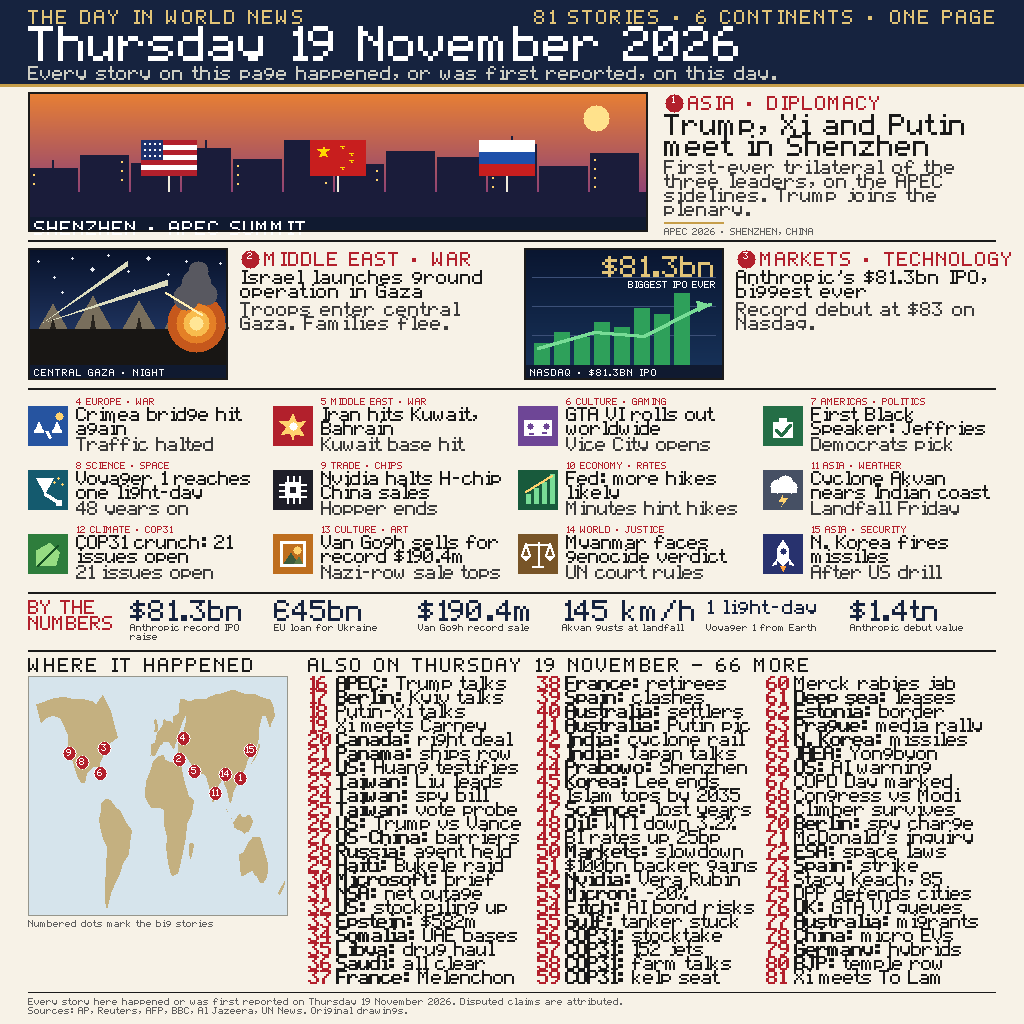 THE DAY IN WORLD NEWS
81 STORIES · 6 CONTINENTS · ONE PAGE
Thursday 19 November 2026
Every story on this page happened, or was first reported, on this day.
SHENZHEN · APEC SUMMIT
1 ASIA · DIPLOMACY
Trump, Xi and Putin
meet in Shenzhen
First-ever trilateral of the
three leaders, on the APEC
sidelines. Trump joins the
plenary.
APEC 2026 · SHENZHEN, CHINA
CENTRAL GAZA · NIGHT
2 MIDDLE EAST · WAR
Israel launches ground
operation in Gaza
Troops enter central
Gaza. Families flee.
$81.3bn
BIGGEST IPO EVER
NASDAQ · $81.3BN IPO
3 MARKETS · TECHNOLOGY
Anthropic's $81.3bn IPO,
biggest ever
Record debut at $83 on
Nasdaq.
4 EUROPE · WAR
Crimea bridge hit
again
Traffic halted
5 MIDDLE EAST · WAR
Iran hits Kuwait,
Bahrain
Kuwait base hit
6 CULTURE · GAMING
GTA VI rolls out
worldwide
Vice City opens
7 AMERICAS · POLITICS
First Black
Speaker: Jeffries
Democrats pick
8 SCIENCE · SPACE
Voyager 1 reaches
one light-day
48 years on
9 TRADE · CHIPS
Nvidia halts H-chip
China sales
Hopper ends
10 ECONOMY · RATES
Fed: more hikes
likely
Minutes hint hikes
11 ASIA · WEATHER
Cyclone Akvan
nears Indian coast
Landfall Friday
12 CLIMATE · COP31
COP31 crunch: 21
issues open
21 issues open
13 CULTURE · ART
Van Gogh sells for
record $190.4m
Nazi-row sale tops
14 WORLD · JUSTICE
Myanmar faces
genocide verdict
UN court rules
15 ASIA · SECURITY
N. Korea fires
missiles
After US drill
BY THE
NUMBERS
$81.3bn
Anthropic record IPO
raise
€45bn
EU loan for Ukraine
$190.4m
Van Gogh record sale
145 km/h
Akvan gusts at landfall
1 light-day
Voyager 1 from Earth
$1.4tn
Anthropic debut value
WHERE IT HAPPENED
9
3
8
6
4
2
5
15
14
1
11
Numbered dots mark the big stories
ALSO ON THURSDAY 19 NOVEMBER — 66 MORE
16 APEC: Trump talks
17 Berlin: Kyiv talks
18 Putin-Xi talks
19 Xi meets Carney
20 Canada: right deal
21 Panama: ships row
22 US: Huang testifies
23 Taiwan: Liu leads
24 Taiwan: spy bill
25 Taiwan: vote probe
26 US: Trump vs Vance
27 US-China: barriers
28 Russia: agent held
29 Haiti: Bukele raid
30 Microsoft: brief
31 NSA: net outage
32 US: stockpiling up
33 Epstein:
34 Somalia: UAE bases
35 Libya: drug haul
36 Saudi: all clear
37 France: Melenchon
38 France: retirees
39 Spain: clashes
40 Australia: settlers
41 Australia: Putin pic
42 India: cyclone rail
43 India: Japan talks
44 Prabowo: Shenzhen
45 Korea: Lee ends
46 Islam tops by 2035
47 Science: lost years
48 Oil: WTI down
49 BI rates up 25bp
50 Markets: slowdown
51 $100bn backer gains
52 Nvidia: Vera Rubin
53 Micron: -20%
54 Fitch: AI bond risks
55 Gulf: tanker stuck
56 COP31: stocktake
57 COP31: 152 jets
58 COP31: farm talks
59 COP31: kelp seat
60 Merck rabies jab
61 Deep sea: leases
62 Estonia: border
63 Prague: media rally
64 N. Korea: missiles
65 Yongbyon
66 US: AI warning
67 OPD Day marked
68 Congress vs Modi
69 Climber survives
70 Berlin: spy charge
71 McDonald's inquiry
72 ESA: space laws
73 Spain: strike
74 Stacy Keach, 85
75 defends cities
76 UK: GTA VI queues
77 Australia: migrants
78 China: micro EVs
79 Germany: hybrids
80 BJP: temple row
81 Xi meets To Lam
Every story here happened or was first reported on Thursday 19 November 2026. Disputed claims are attributed.
Sources: AP, Reuters, AFP, BBC, Al Jazeera, UN News. Original drawings.